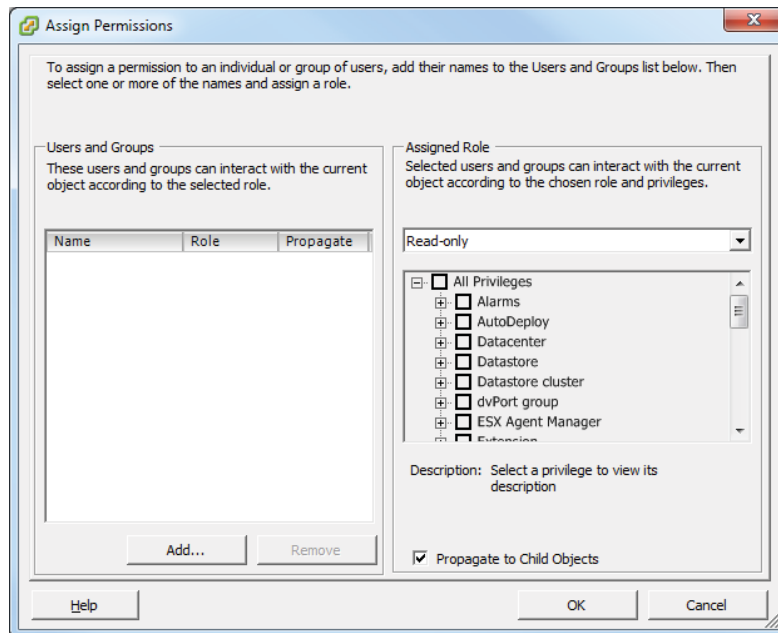 Assign Permissions
To assign a permission to an individual or group of users, add their names to the Users and Groups list below. Then
select one or more of the names and assign a role.
Users and Groups
These users and groups can interact with the current
object according to the selected role.
Name Role Propagate
Add... Remove
Assigned Role
Selected users and groups can interact with the current
object according to the chosen role and privileges.
Read-only
All Privileges
Alarms
AutoDeploy
Datacenter
Datastore
Datastore cluster
dvPort group
ESX Agent Manager
Extension
Description: Select a privilege to view its
description
Propagate to Child Objects
Help OK Cancel